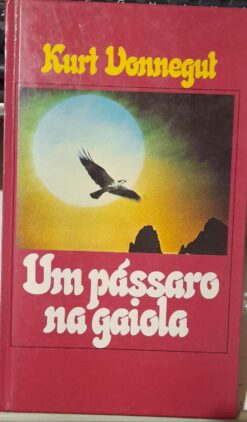 Kurt Vonnegut
Um pássaro
na gaiola